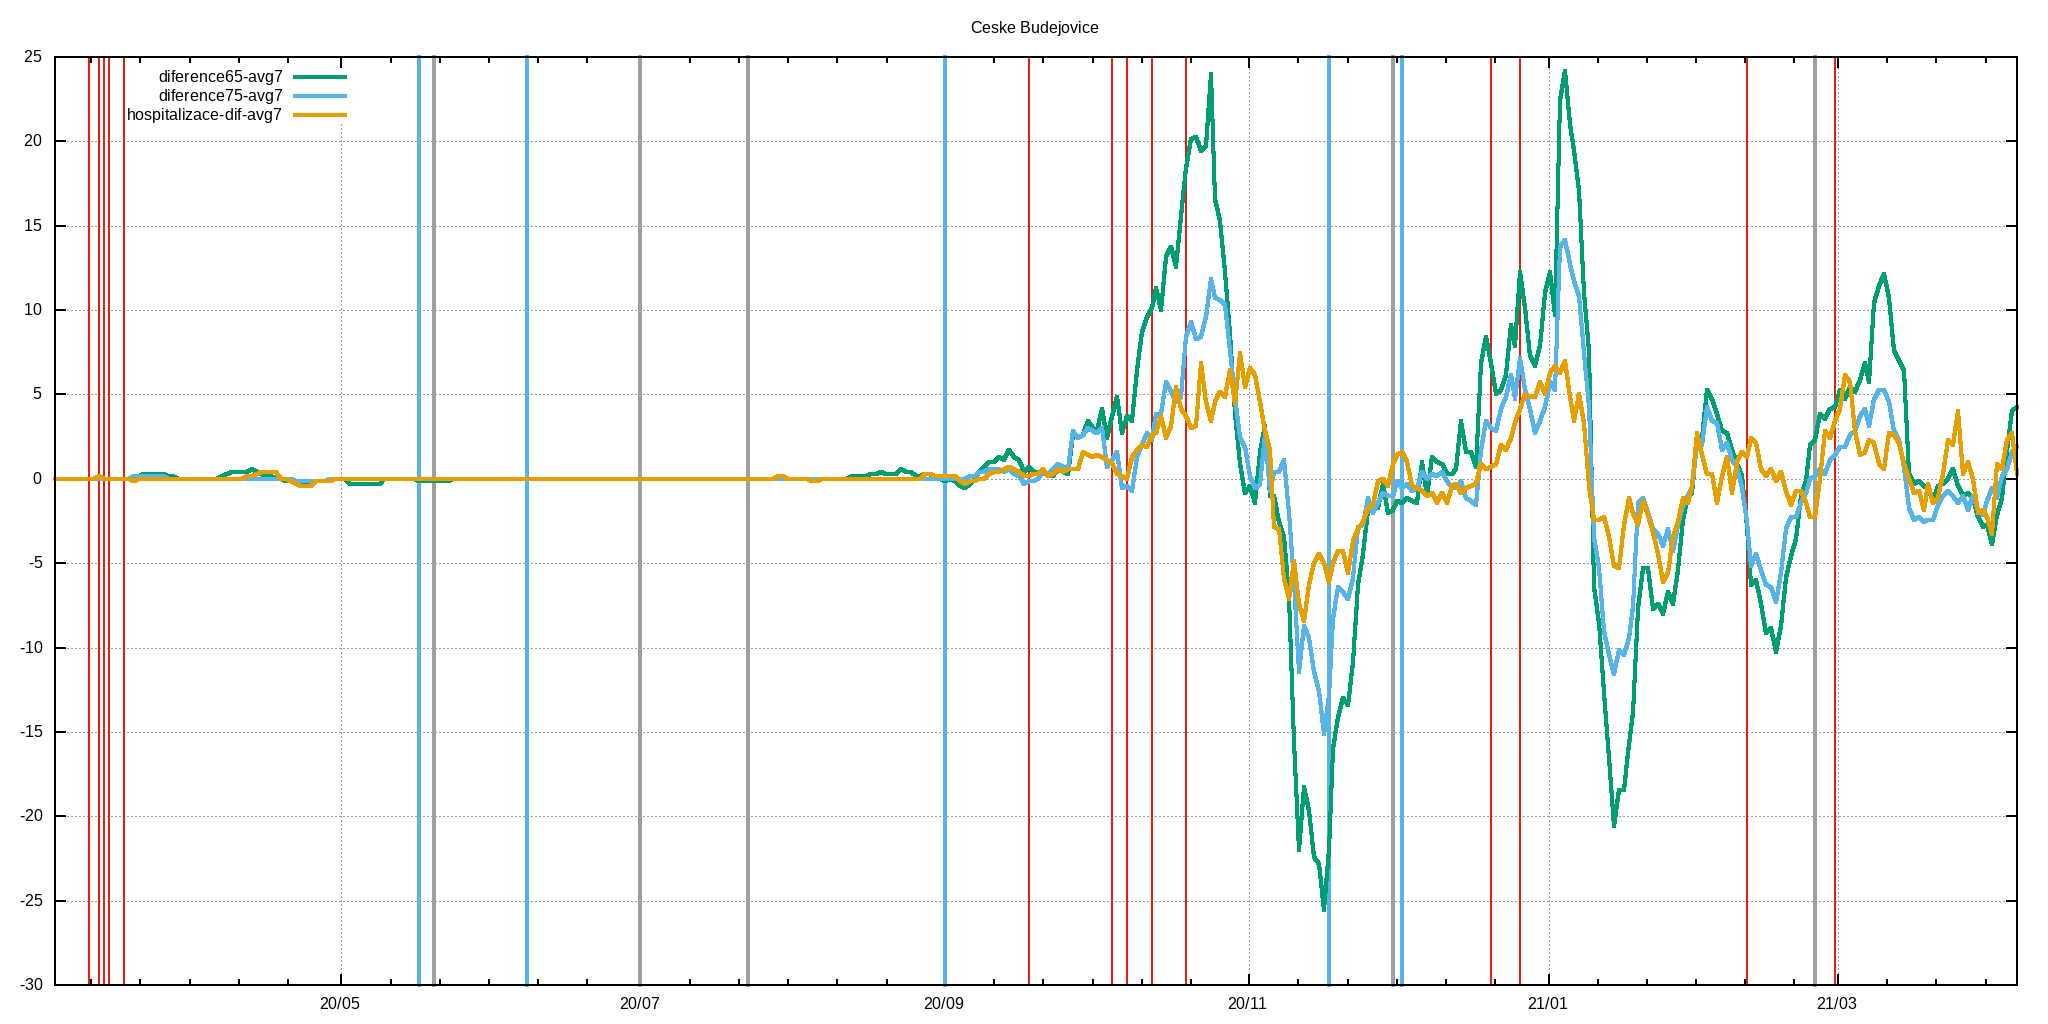 Ceske Budejovice
diference65-avg7
diference75-avg7
hospitalizace-dif-avg7
25
20
15
10
5
0
-5
-10
-15
-20
-25
-30
20/05 20/07 20/09 20/11 21/01 21/03